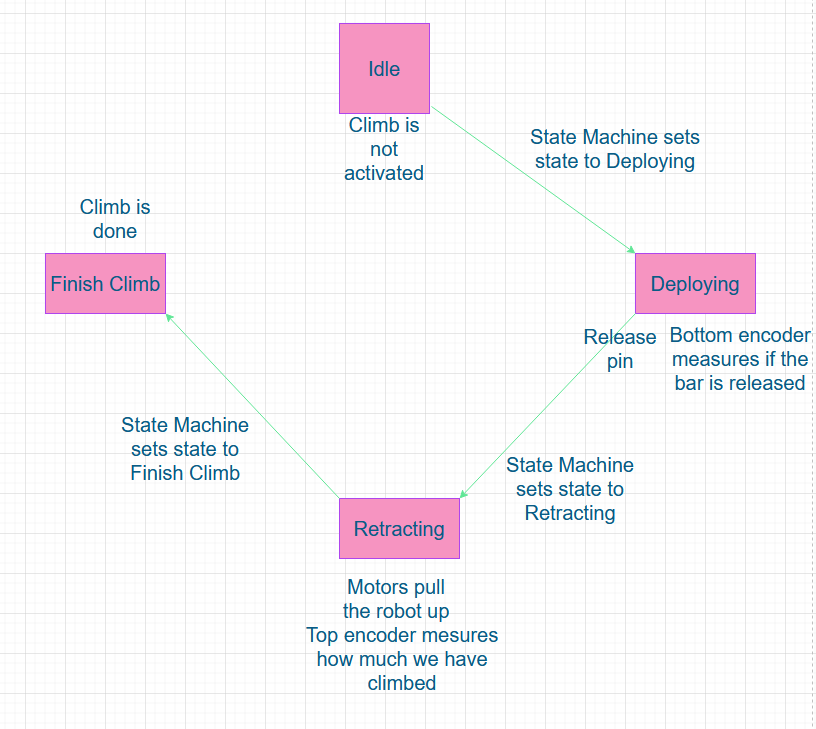 Idle
Climb is
not
activated
State Machine sets
state to Deploying
Climb is
done
Finish Climb
Deploying
Release
pin
Bottom encoder
measures if the
bar is released
State Machine
sets state to
Finish Climb
State Machine
sets state to
Retracting
Retracting
Motors pull
the robot up
Top encoder mesures
how much we have
climbed